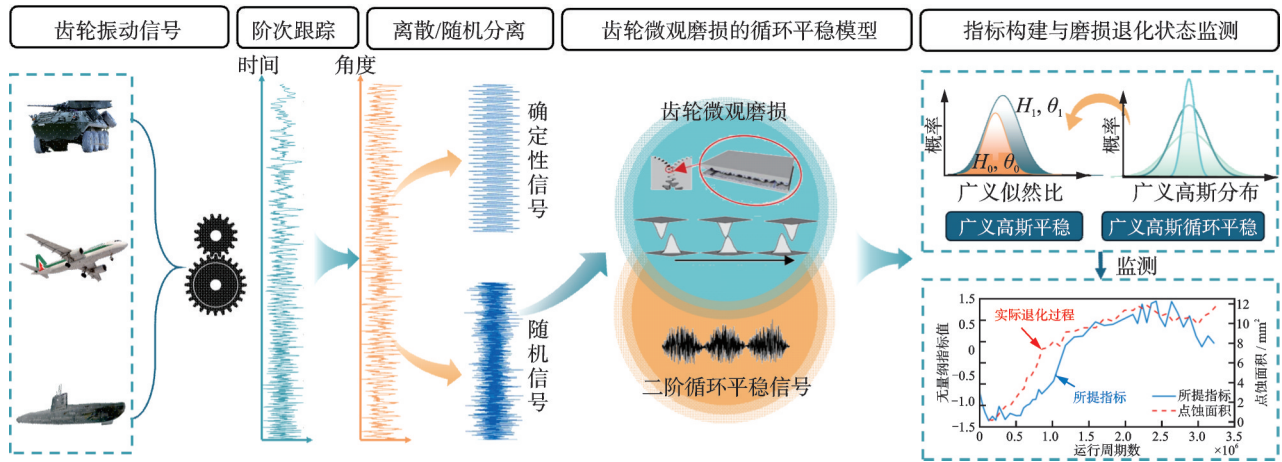 齿轮振动信号
阶次跟踪
离散/随机分离
齿轮微观磨损的循环平稳模型
指标构建与磨损退化状态监测
时间
角度
确定性信号
随机信号
齿轮微观磨损
二阶循环平稳信号
概率
H₁, θ₁
H₀, θ₀
广义似然比
广义高斯平稳
概率
广义高斯分布
广义高斯循环平稳
监测
无量纲指标值
1.5
0.5
0
-0.5
-1.0
-1.5
实际退化过程
所提指标
所提指标
点蚀面积
12
10
8
6
4
2
0
点蚀面积/mm²
0 0.5 1.0 1.5 2.0 2.5 3.0 3.5
运行周期数
×10⁶